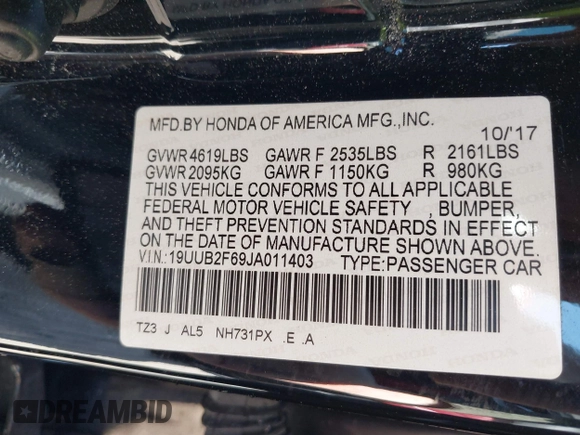 MFD.BY HONDA OF AMERICA MFG.,INC.
10/'17
GVWR 4619LBS GAWR F 2535LBS R 2161LBS
GVWR 2095KG GAWR F 1150KG R 980KG
THIS VEHICLE CONFORMS TO ALL APPLICABLE
FEDERAL MOTOR VEHICLE SAFETY , BUMPER,
AND THEFT PREVENTION STANDARDS IN EFFECT
ON THE DATE OF MANUFACTURE SHOWN ABOVE.
V.I.N.:19UUB2F69JA011403 TYPE:PASSENGER CAR
TZ3 J AL5 NH731PX .E .A
DREAMBID